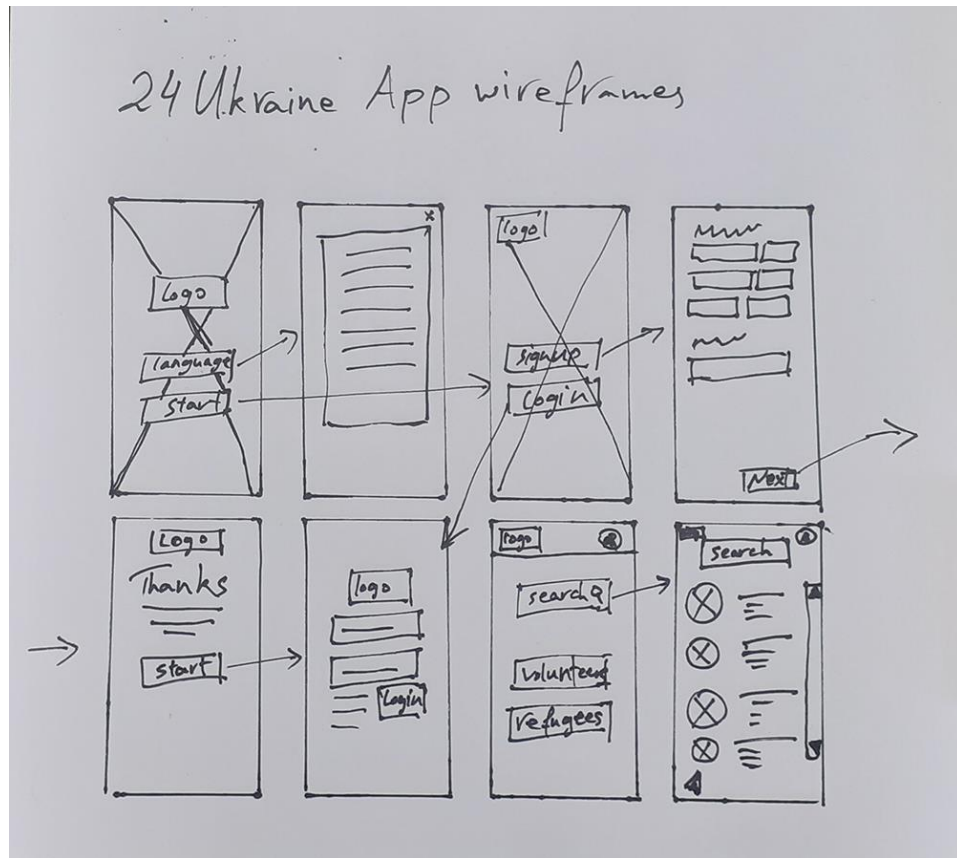 24 Ukraine App wireframes
Logo
language
start
x
logo
signup
Login
Next
Logo
Thanks
start
logo
Login
logo
search
volunteers
refugees
search